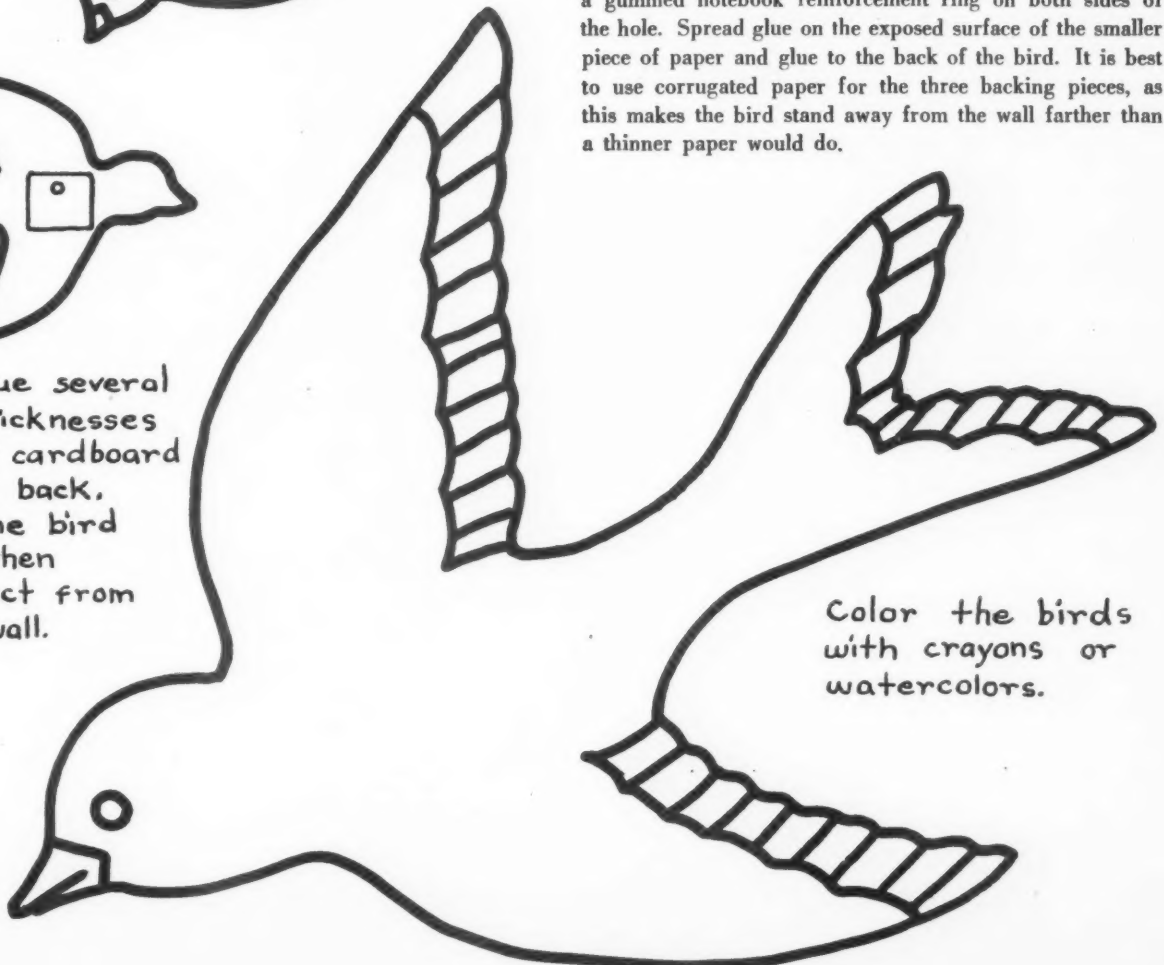 a gummed notebook reinforcement ring on both sides of
the hole. Spread glue on the exposed surface of the smaller
piece of paper and glue to the back of the bird. It is best
to use corrugated paper for the three backing pieces, as
this makes the bird stand away from the wall farther than
a thinner paper would do.
ue several
icknesses
cardboard
back.
he bird
hen
ct from
wall.
Color the birds
with crayons or
watercolors.